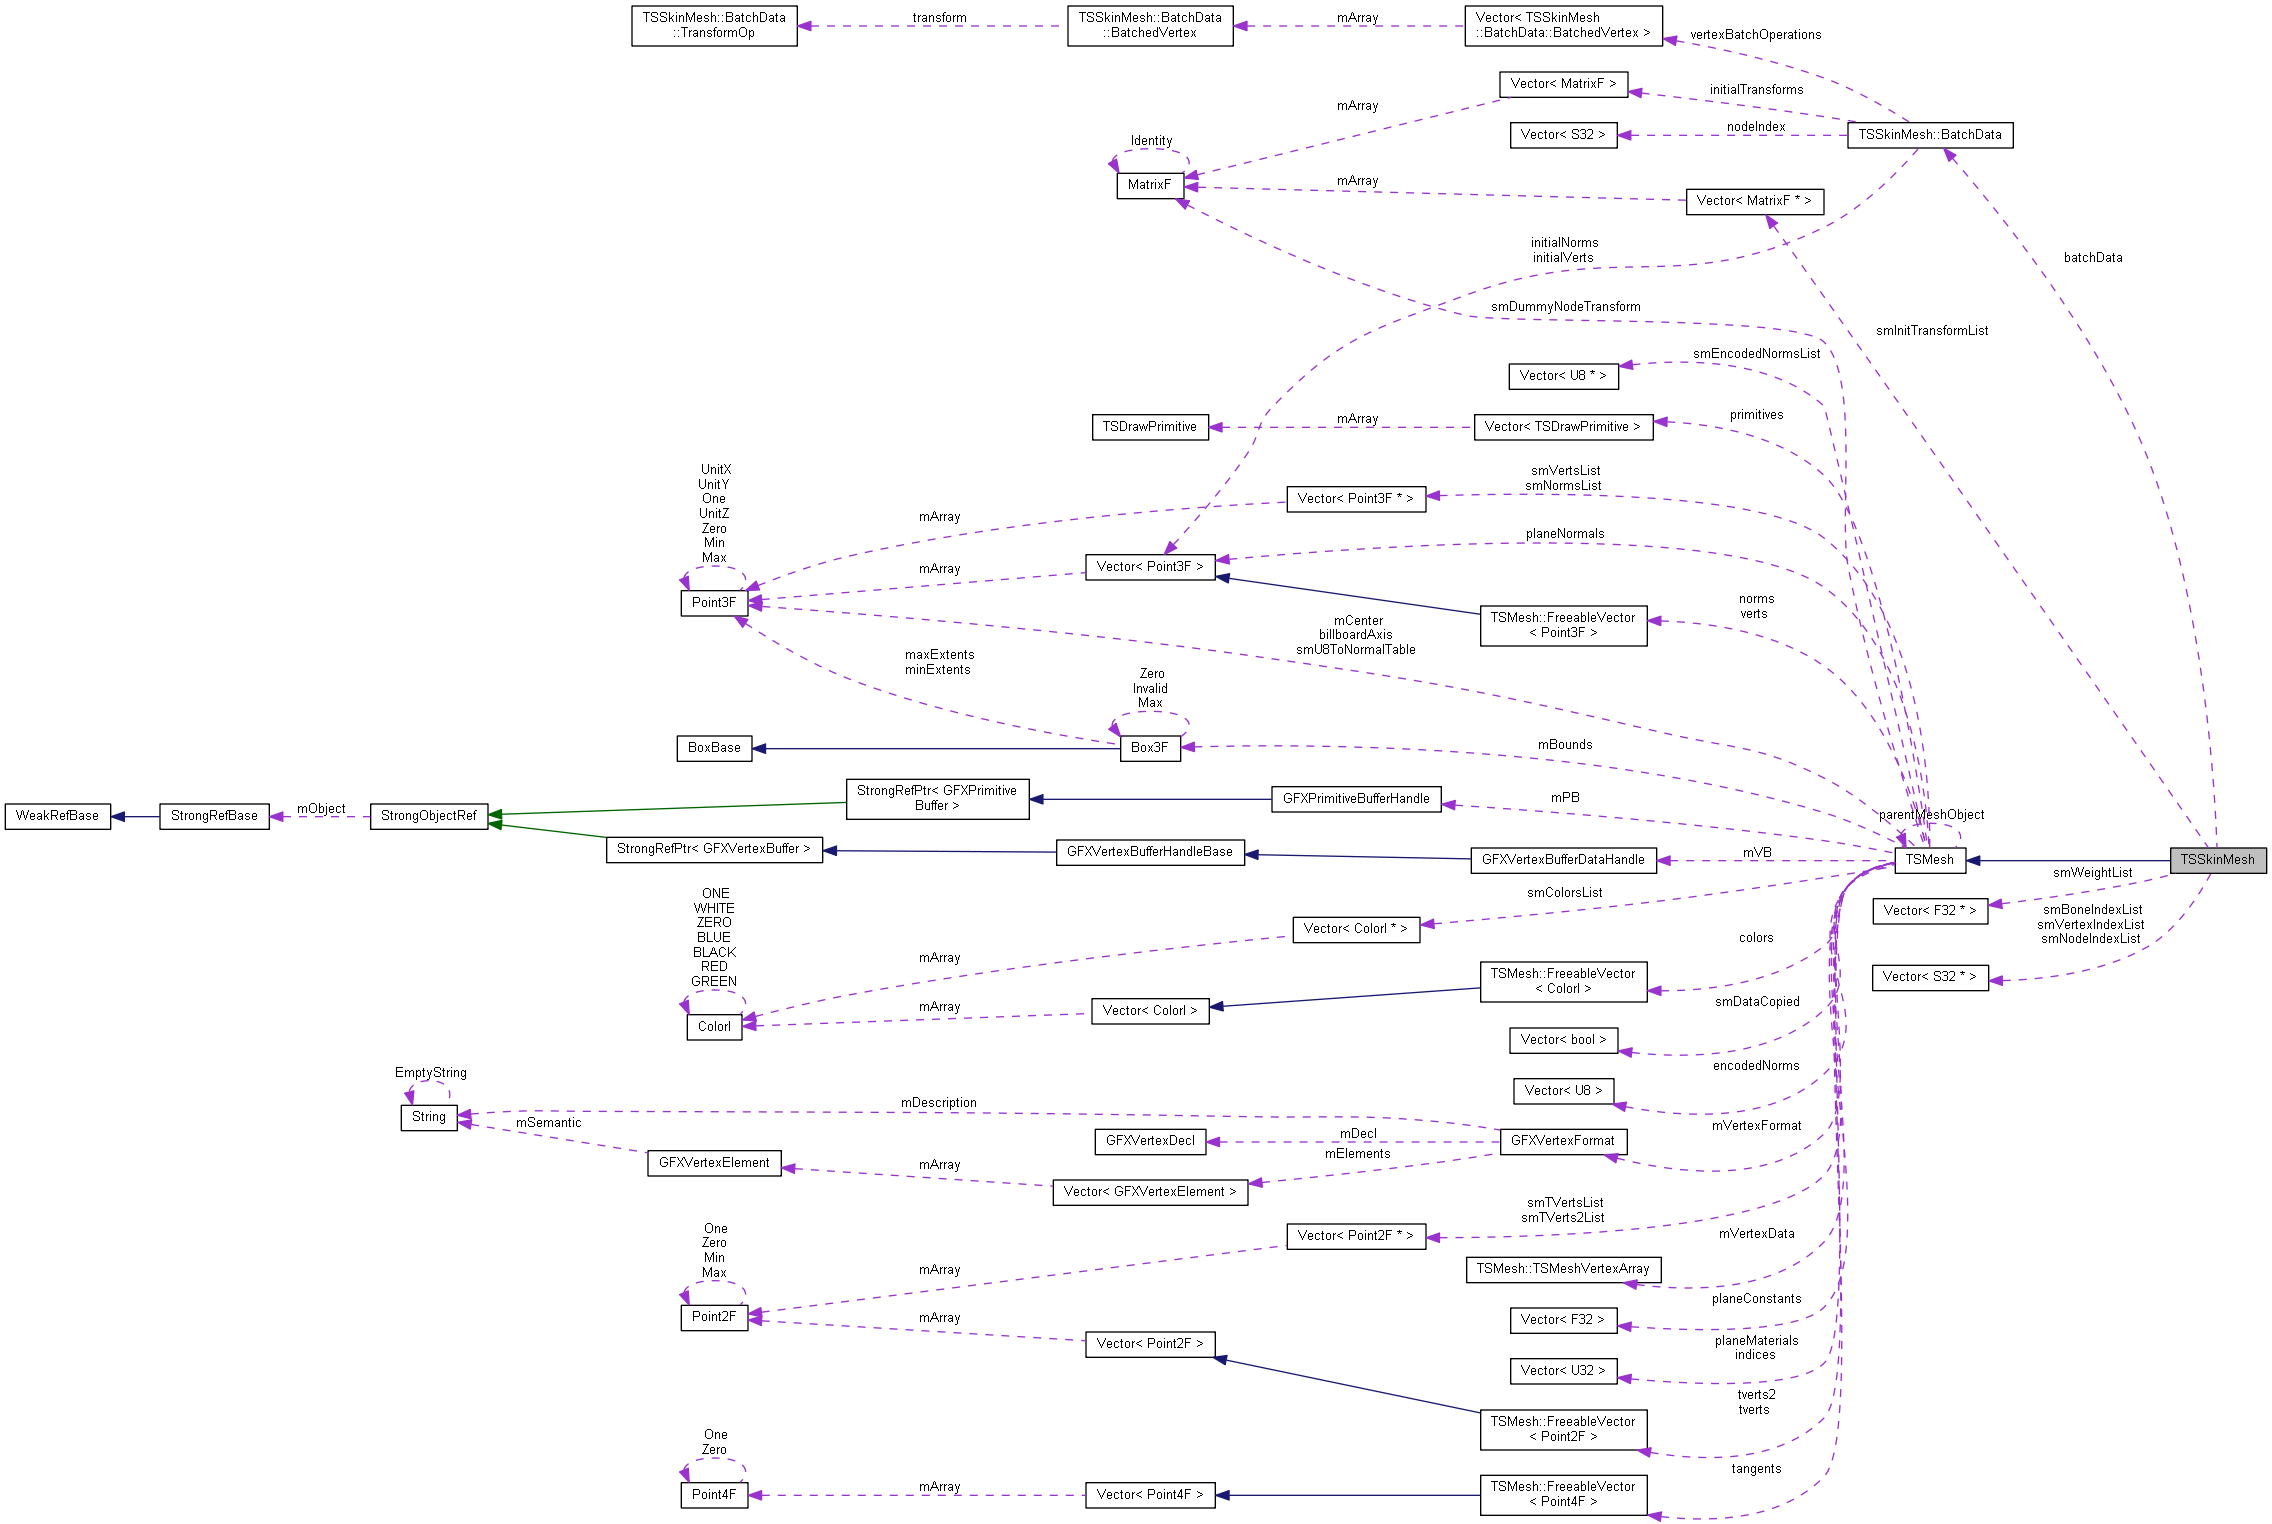 TSSkinMesh::BatchData
::TransformOp
transform
TSSkinMesh::BatchData
::BatchedVertex
mArray
Vector< TSSkinMesh
::BatchData::BatchedVertex >
vertexBatchOperations
Vector< MatrixF >
initialTransforms
mArray
Vector< S32 >
nodeIndex
TSSkinMesh::BatchData
Identity
MatrixF
mArray
Vector< MatrixF * >
initialNorms
initialVerts
batchData
smDummyNodeTransform
smInitTransformList
smEncodedNormsList
Vector< U8 * >
TSDrawPrimitive
mArray
Vector< TSDrawPrimitive >
primitives
UnitX
UnitY
One
UnitZ
Zero
Min
Max
smVertsList
smNormsList
Vector< Point3F * >
mArray
planeNormals
Vector< Point3F >
mArray
Point3F
norms
verts
TSMesh::FreeableVector
< Point3F >
mCenter
billboardAxis
smU8ToNormalTable
maxExtents
minExtents
Zero
Invalid
Max
BoxBase
Box3F
mBounds
WeakRefBase
StrongRefBase
mObject
StrongObjectRef
StrongRefPtr< GFXPrimitive
Buffer >
GFXPrimitiveBufferHandle
mPB
parentMeshObject
StrongRefPtr< GFXVertexBuffer >
GFXVertexBufferHandleBase
GFXVertexBufferDataHandle
mVB
TSMesh
TSSkinMesh
smWeightList
Vector< F32 * >
smBoneIndexList
smVertexIndexList
smNodeIndexList
Vector< S32 * >
ONE
WHITE
ZERO
BLUE
BLACK
RED
GREEN
smColorsList
Vector< ColorI * >
mArray
colors
TSMesh::FreeableVector
< ColorI >
ColorI
mArray
Vector< ColorI >
smDataCopied
Vector< bool >
EmptyString
String
encodedNorms
Vector< U8 >
mDescription
mSemantic
GFXVertexDecl
mDecl
GFXVertexFormat
mVertexFormat
GFXVertexElement
mArray
mElements
Vector< GFXVertexElement >
One
Zero
Min
Max
smTVertsList
smTVerts2List
Vector< Point2F * >
mArray
mVertexData
TSMesh::TSMeshVertexArray
Point2F
mArray
planeConstants
Vector< F32 >
Vector< Point2F >
planeMaterials
indices
Vector< U32 >
tverts2
tverts
TSMesh::FreeableVector
< Point2F >
One
Zero
Point4F
mArray
Vector< Point4F >
tangents
TSMesh::FreeableVector
< Point4F >